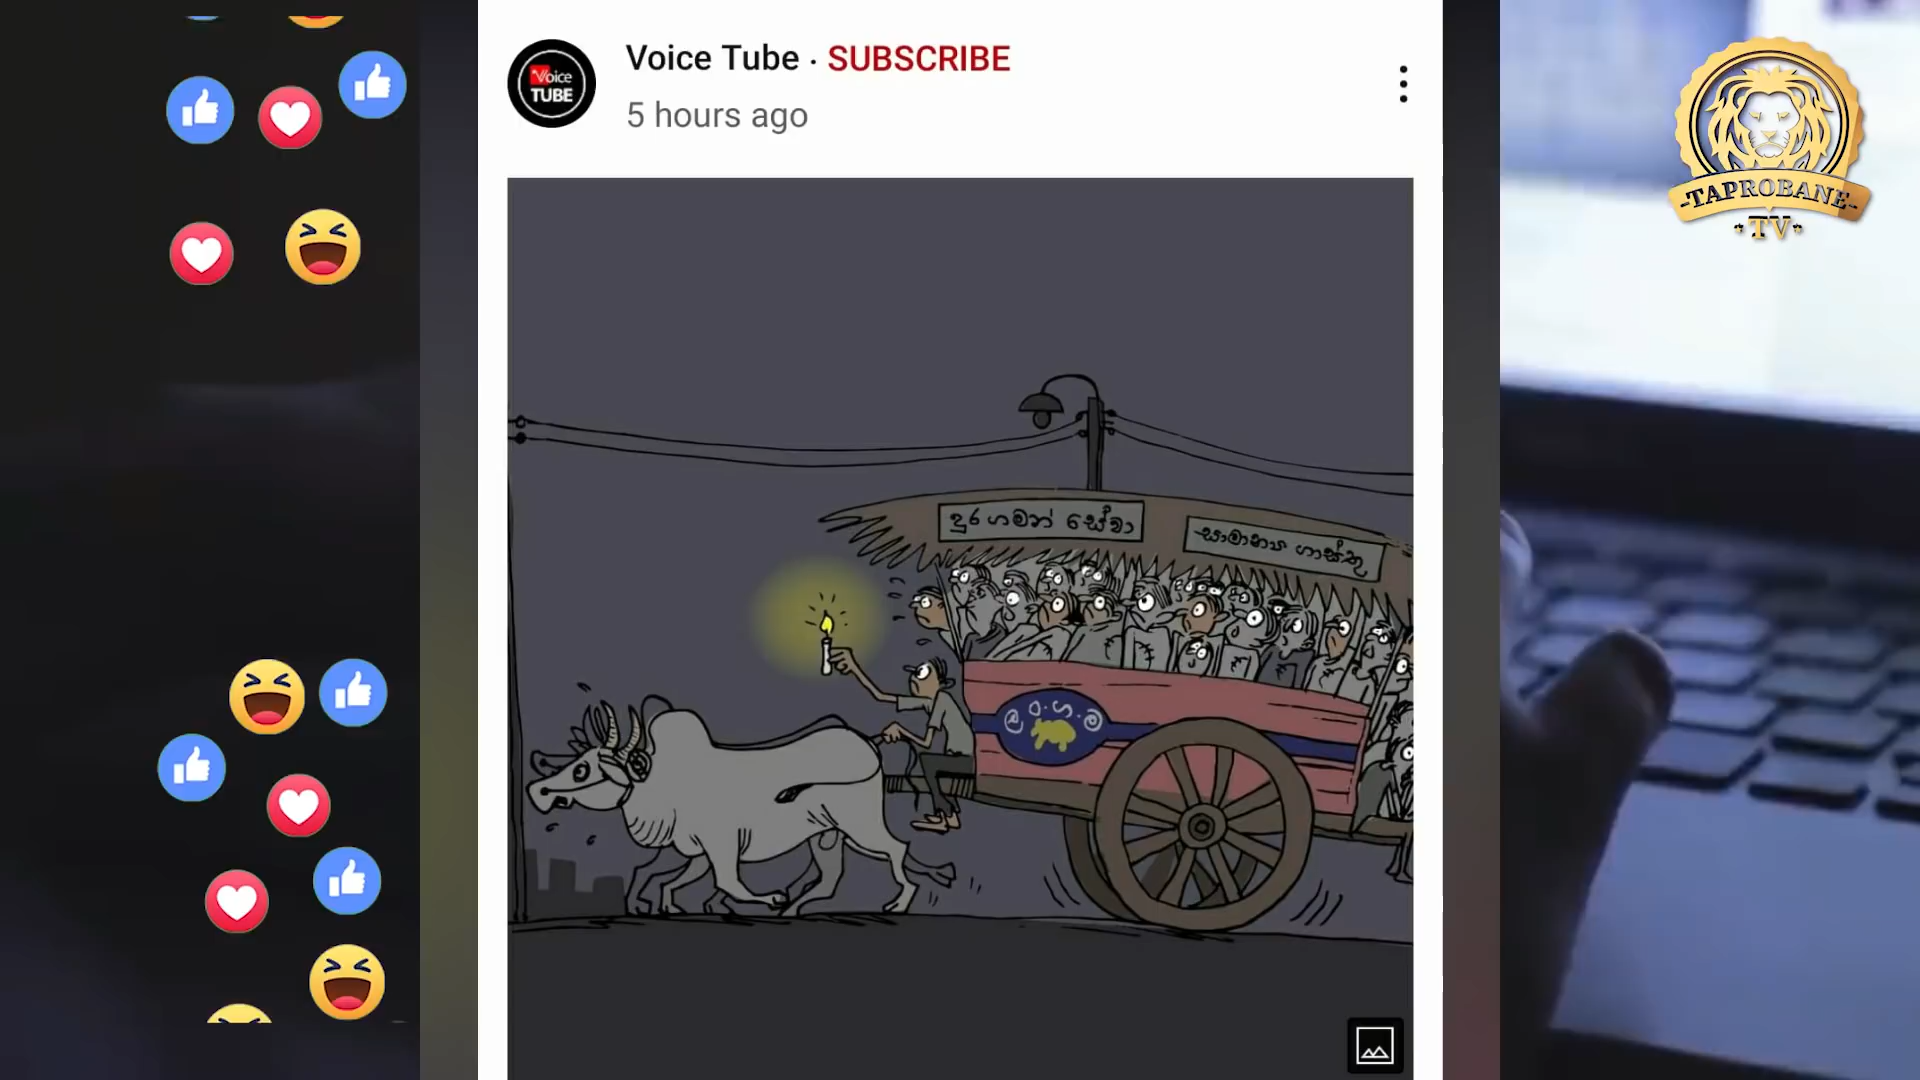 Voice
TUBE
Voice Tube · SUBSCRIBE
5 hours ago
දුර ගමන් සේවා
සාමාන්‍ය ගාස්තු
ල○.ග.ම
-TAPROBANE-
TV